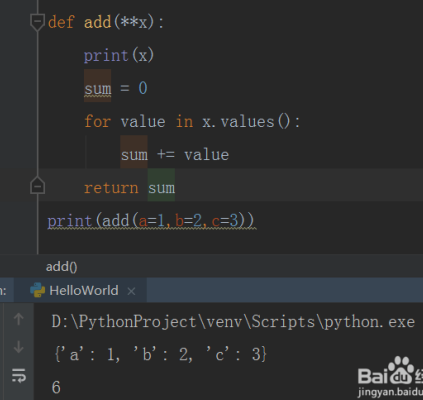 def add(**x):
    print(x)
    sum = 0
    for value in x.values():
        sum += value
    return sum
print(add(a=1,b=2,c=3))
add()
HelloWorld ×
D:\PythonProject\venv\Scripts\python.exe
{'a': 1, 'b': 2, 'c': 3}
6
Baidu
jingyan.baidu.